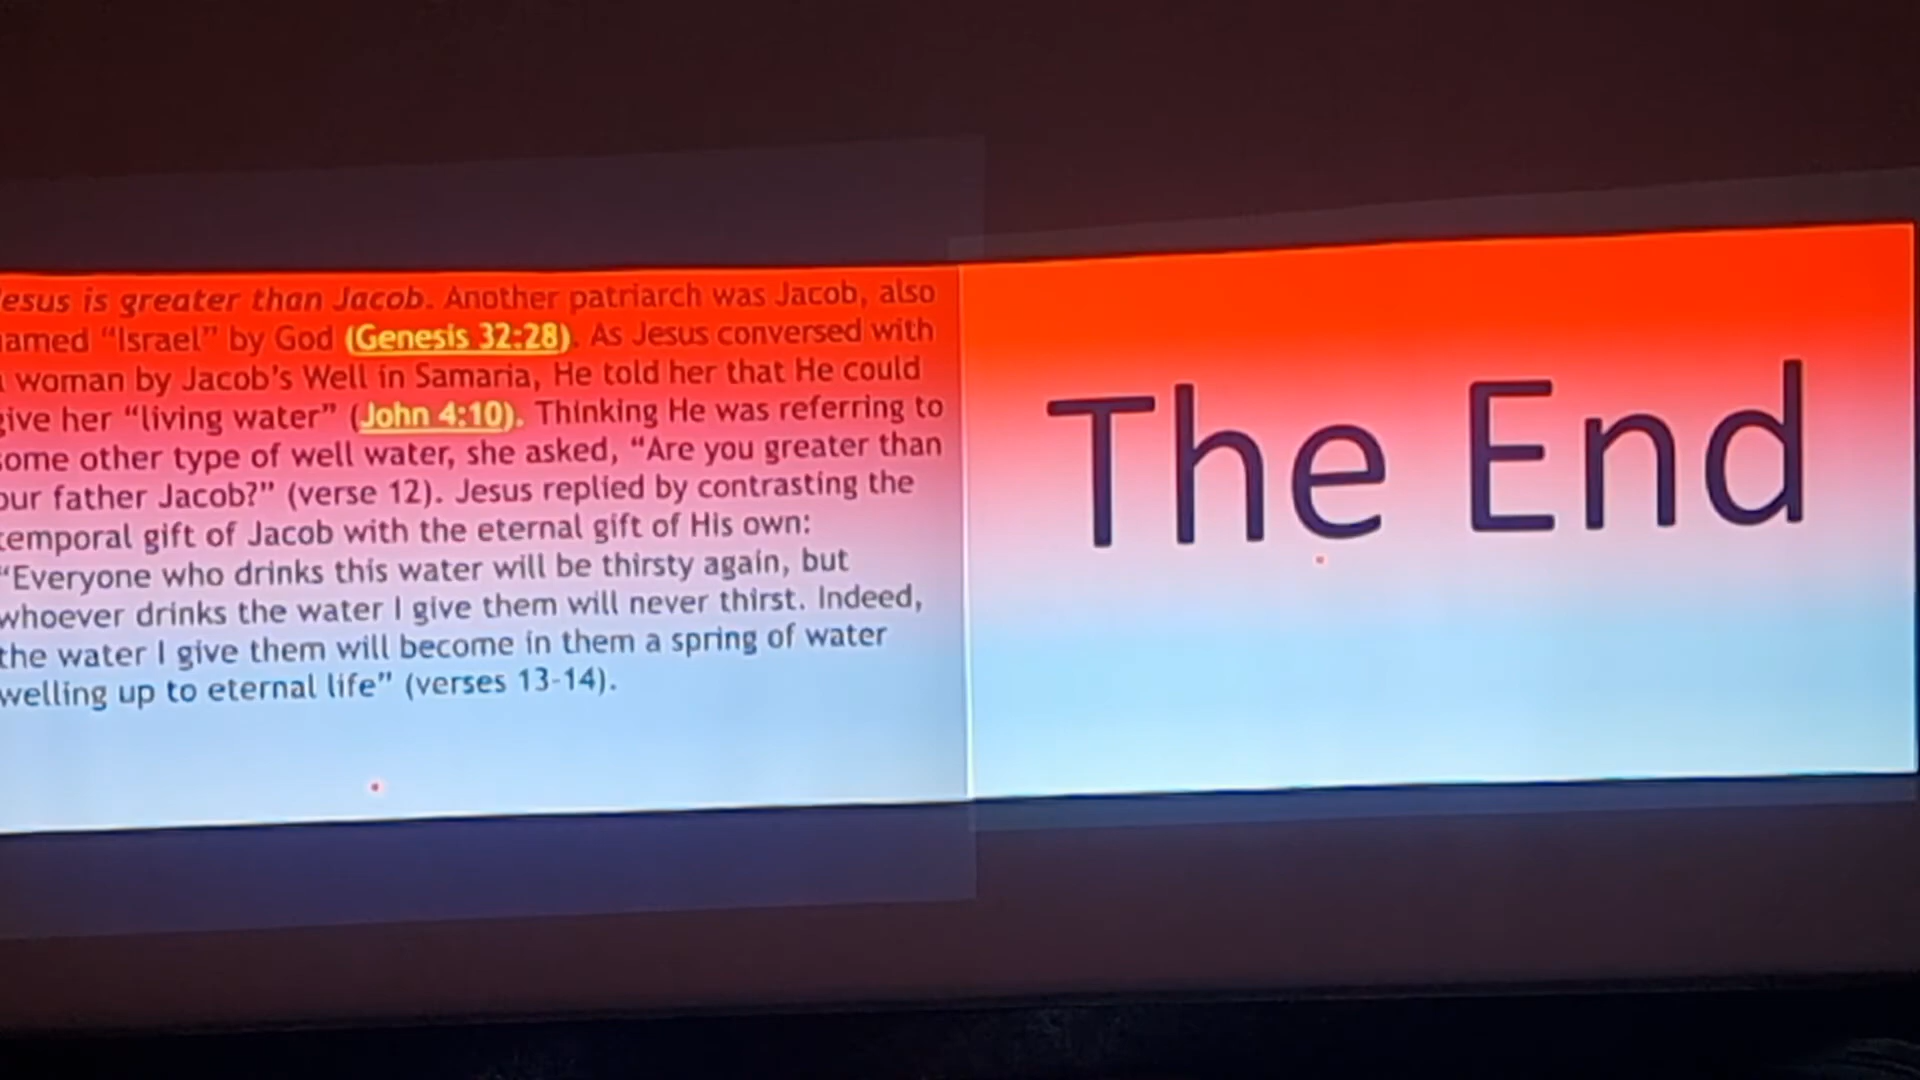 esus is greater than Jacob. Another patriarch was Jacob, also
amed “Israel” by God (Genesis 32:28). As Jesus conversed with
woman by Jacob’s Well in Samaria, He told her that He could
give her “living water” (John 4:10). Thinking He was referring to
some other type of well water, she asked, “Are you greater than
our father Jacob?” (verse 12). Jesus replied by contrasting the
temporal gift of Jacob with the eternal gift of His own:
“Everyone who drinks this water will be thirsty again, but
whoever drinks the water I give them will never thirst. Indeed,
the water I give them will become in them a spring of water
welling up to eternal life” (verses 13-14).
The End